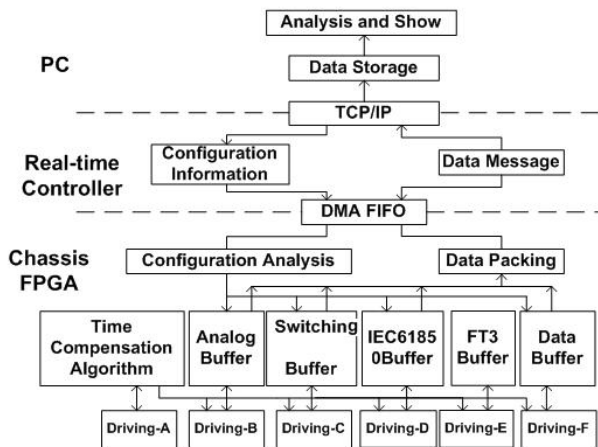 Analysis and Show
PC
Data Storage
TCP/IP
Real-time
Controller
Configuration
Information
Data Message
DMA FIFO
Chassis
FPGA
Configuration Analysis
Data Packing
Time
Compensation
Algorithm
Analog
Buffer
Switching
Buffer
IEC6185
0Buffer
FT3
Buffer
Data
Buffer
Driving-A
Driving-B
Driving-C
Driving-D
Driving-E
Driving-F